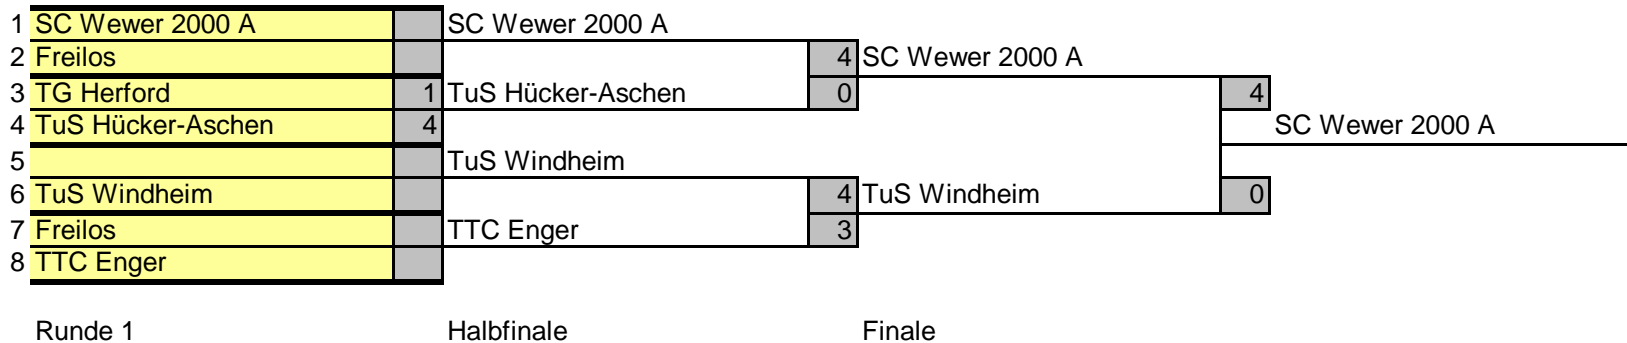 1 SC Wewer 2000 A SC Wewer 2000 A
2 Freilos 4 SC Wewer 2000 A
3 TG Herford 1 TuS Hücker-Aschen 0 4
4 TuS Hücker-Aschen 4 SC Wewer 2000 A
5 TuS Windheim
6 TuS Windheim 4 TuS Windheim 0
7 Freilos TTC Enger 3
8 TTC Enger
Runde 1 Halbfinale Finale